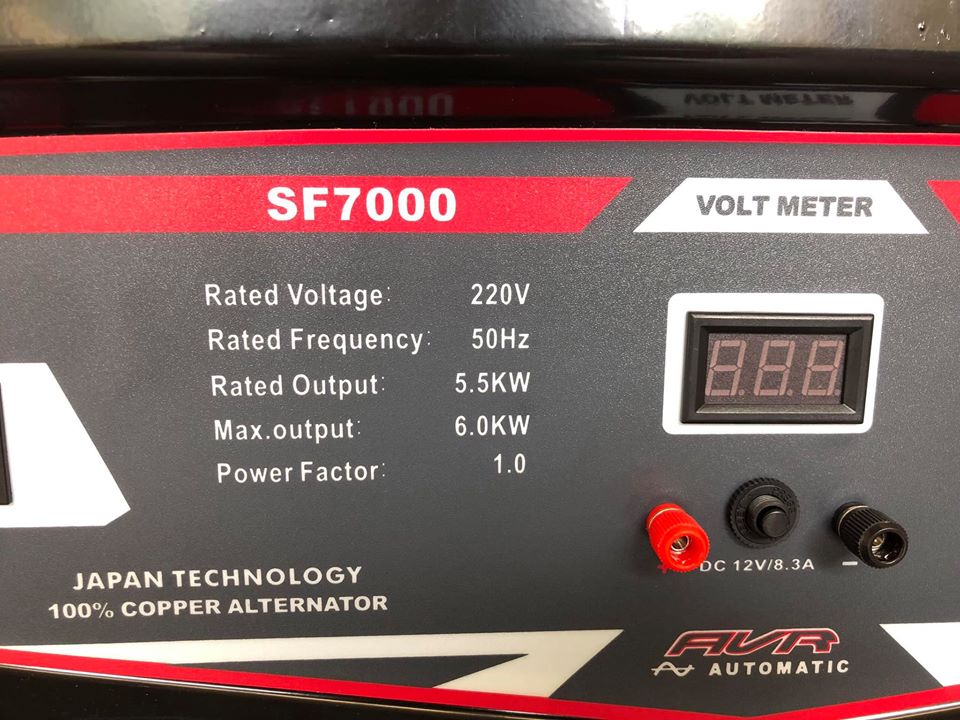 SF7000
VOLT METER
Rated Voltage: 220V
Rated Frequency: 50Hz
Rated Output: 5.5KW
Max.output: 6.0KW
Power Factor: 1.0
+ DC 12V/8.3A −
JAPAN TECHNOLOGY
100% COPPER ALTERNATOR
AVR
AUTOMATIC